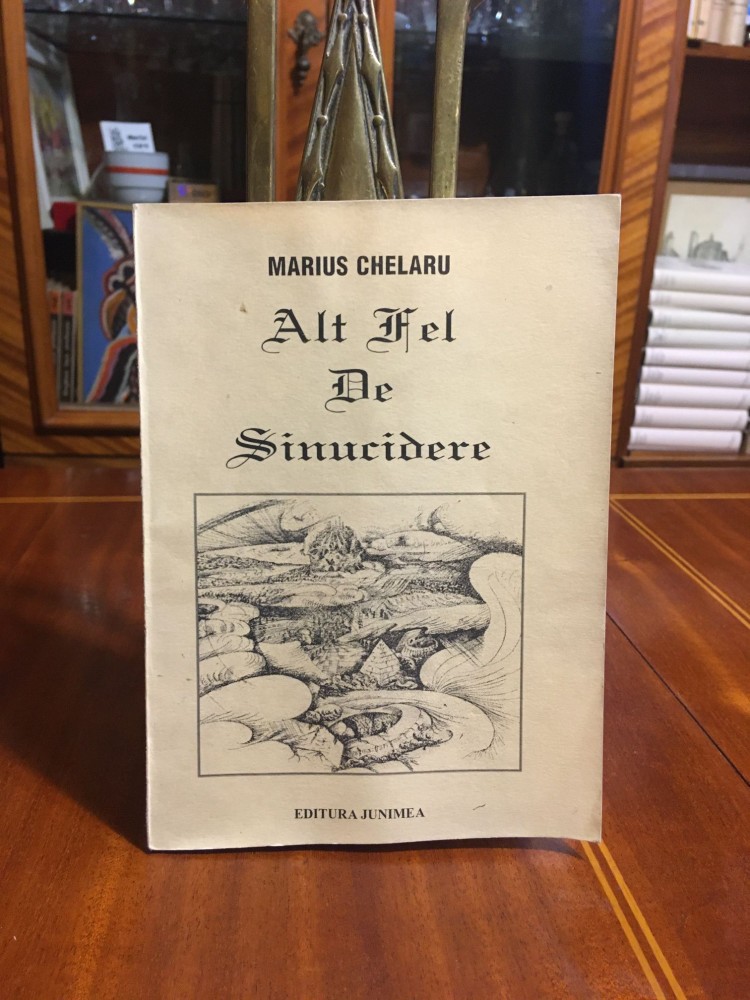 MARIUS CHELARU
Alt Fel
De
Sinucidere
EDITURA JUNIMEA